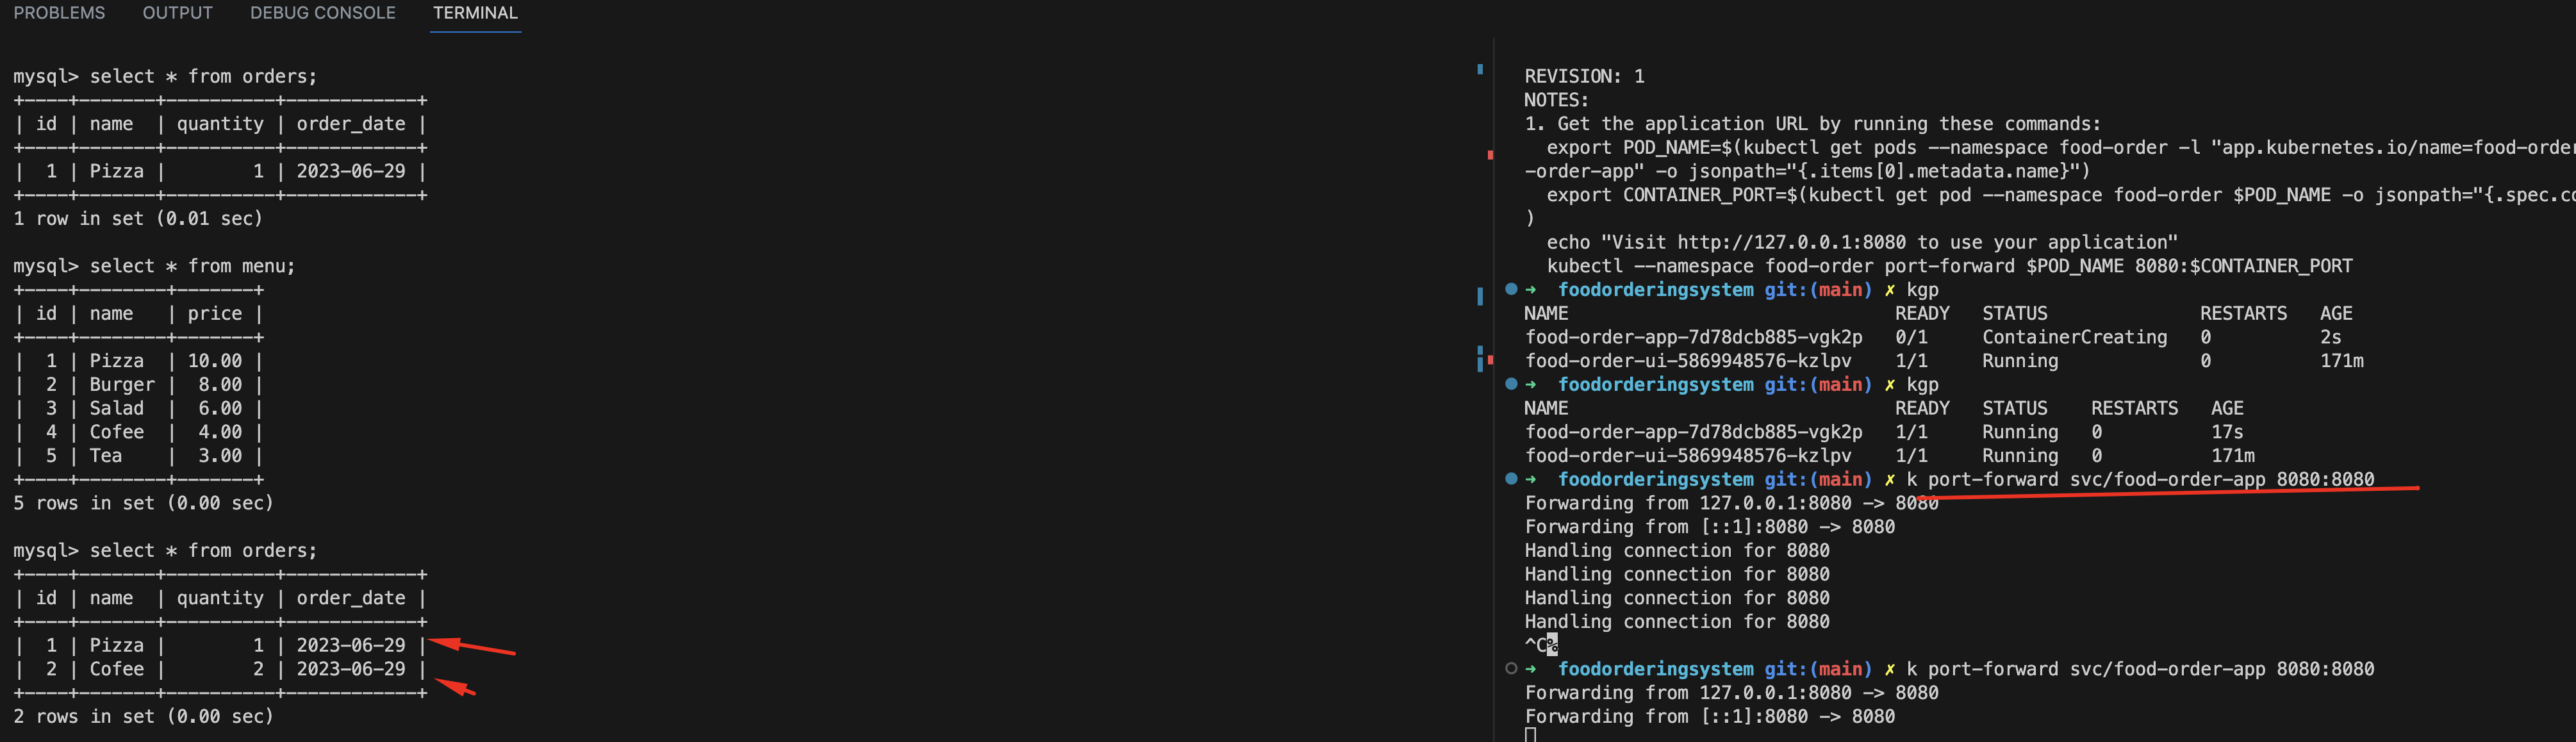 PROBLEMS OUTPUT DEBUG CONSOLE TERMINAL
mysql> select * from orders;
+----+-------+----------+------------+
| id | name  | quantity | order_date |
+----+-------+----------+------------+
|  1 | Pizza |        1 | 2023-06-29 |
+----+-------+----------+------------+
1 row in set (0.01 sec)
mysql> select * from menu;
+----+--------+-------+
| id | name   | price |
+----+--------+-------+
|  1 | Pizza  | 10.00 |
|  2 | Burger |  8.00 |
|  3 | Salad  |  6.00 |
|  4 | Cofee  |  4.00 |
|  5 | Tea    |  3.00 |
+----+--------+-------+
5 rows in set (0.00 sec)
mysql> select * from orders;
+----+-------+----------+------------+
| id | name  | quantity | order_date |
+----+-------+----------+------------+
|  1 | Pizza |        1 | 2023-06-29 |
|  2 | Cofee |        2 | 2023-06-29 |
+----+-------+----------+------------+
2 rows in set (0.00 sec)
REVISION: 1
NOTES:
1. Get the application URL by running these commands:
  export POD_NAME=$(kubectl get pods --namespace food-order -l "app.kubernetes.io/name=food-order
-order-app" -o jsonpath="{.items[0].metadata.name}")
  export CONTAINER_PORT=$(kubectl get pod --namespace food-order $POD_NAME -o jsonpath="{.spec.co
)
  echo "Visit http://127.0.0.1:8080 to use your application"
  kubectl --namespace food-order port-forward $POD_NAME 8080:$CONTAINER_PORT
➜  foodorderingsystem git:(main) ✗ kgp
NAME                              READY   STATUS              RESTARTS   AGE
food-order-app-7d78dcb885-vgk2p   0/1     ContainerCreating   0          2s
food-order-ui-5869948576-kzlpv    1/1     Running             0          171m
➜  foodorderingsystem git:(main) ✗ kgp
NAME                              READY   STATUS    RESTARTS   AGE
food-order-app-7d78dcb885-vgk2p   1/1     Running   0          17s
food-order-ui-5869948576-kzlpv    1/1     Running   0          171m
➜  foodorderingsystem git:(main) ✗ k port-forward svc/food-order-app 8080:8080
Forwarding from 127.0.0.1:8080 -> 8080
Forwarding from [::1]:8080 -> 8080
Handling connection for 8080
Handling connection for 8080
Handling connection for 8080
Handling connection for 8080
^C%
➜  foodorderingsystem git:(main) ✗ k port-forward svc/food-order-app 8080:8080
Forwarding from 127.0.0.1:8080 -> 8080
Forwarding from [::1]:8080 -> 8080